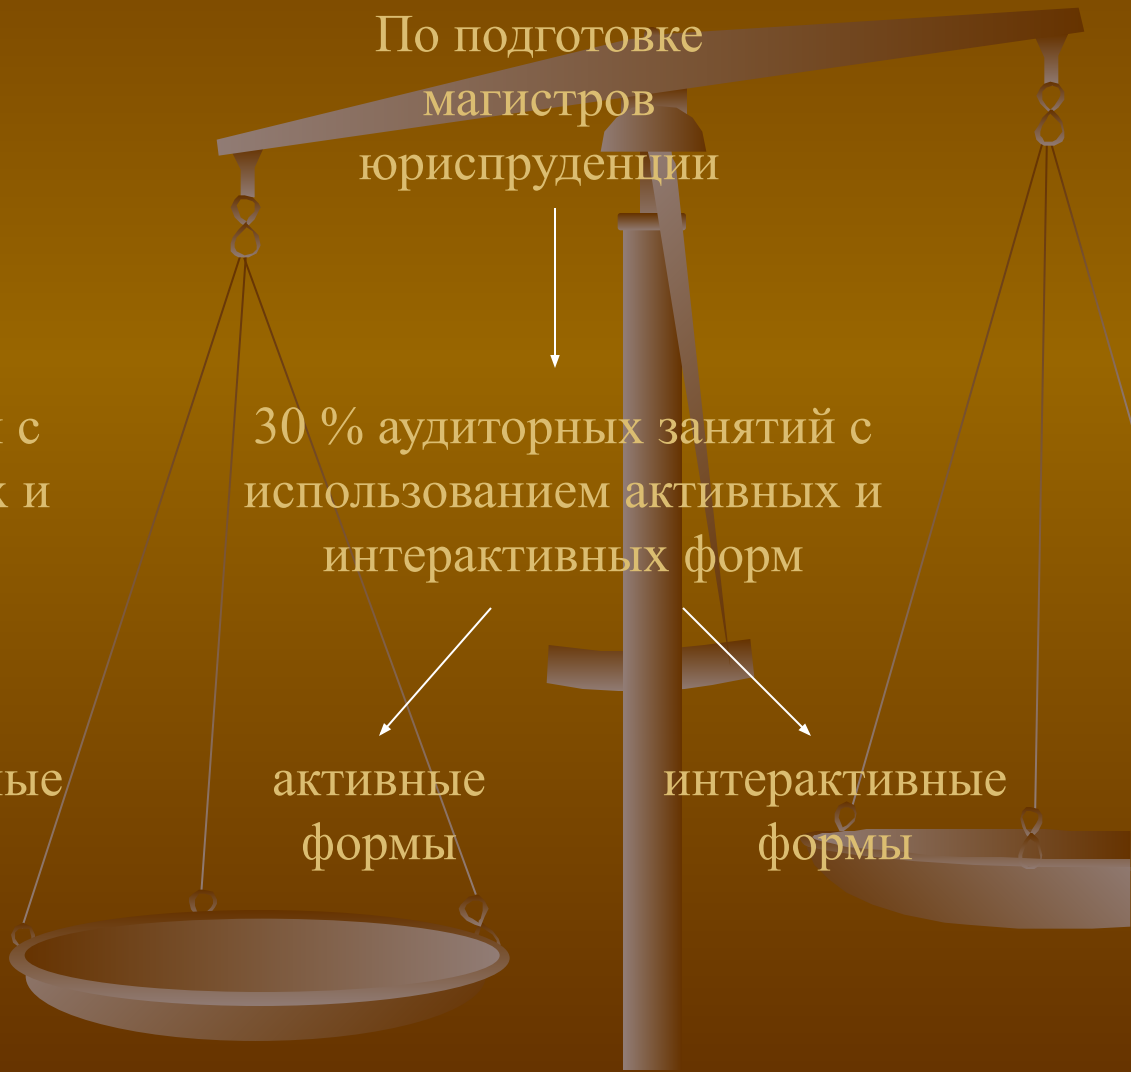 По подготовке
магистров
юриспруденции
с
30 % аудиторных занятий с
и
использованием активных и
интерактивных форм
активные
интерактивные
формы
формы